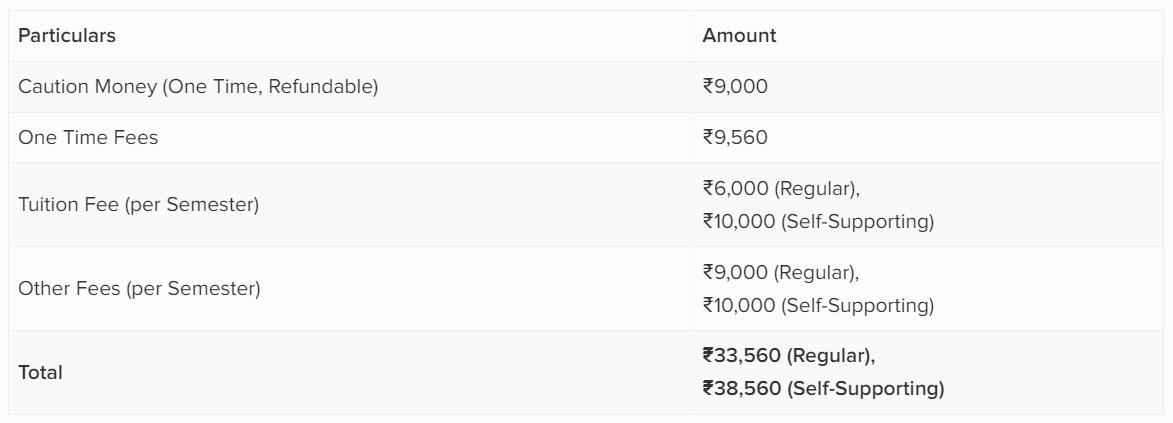 Particulars Amount
Caution Money (One Time, Refundable) ₹9,000
One Time Fees ₹9,560
Tuition Fee (per Semester) ₹6,000 (Regular),
₹10,000 (Self-Supporting)
Other Fees (per Semester) ₹9,000 (Regular),
₹10,000 (Self-Supporting)
Total ₹33,560 (Regular),
₹38,560 (Self-Supporting)